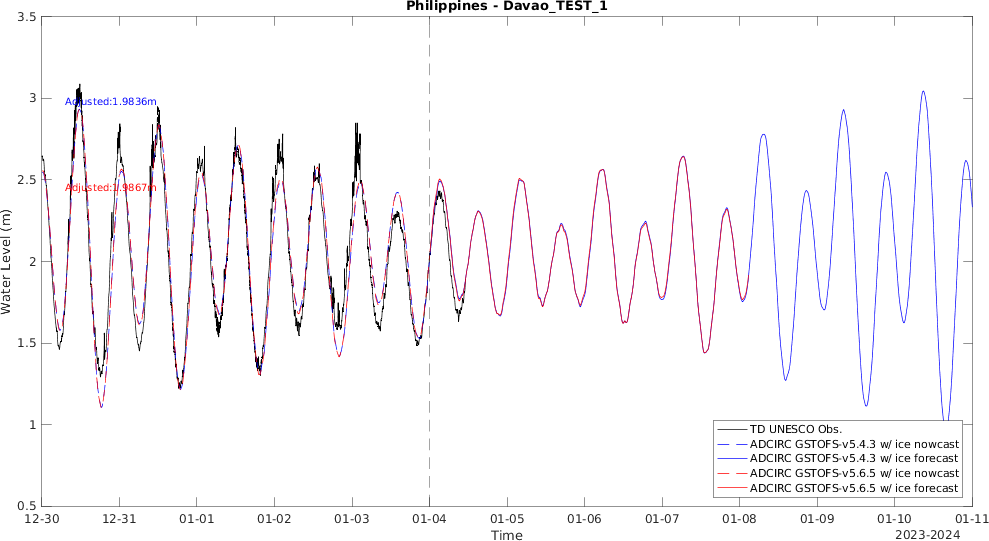 Philippines - Davao_TEST_1
3.5
3
2.5
2
1.5
1
0.5
Water Level (m)
Adjusted:1.9836m
Adjusted:1.9867m
TD UNESCO Obs.
ADCIRC GSTOFS-v5.4.3 w/ ice nowcast
ADCIRC GSTOFS-v5.4.3 w/ ice forecast
ADCIRC GSTOFS-v5.6.5 w/ ice nowcast
ADCIRC GSTOFS-v5.6.5 w/ ice forecast
12-30 12-31 01-01 01-02 01-03 01-04 01-05 01-06 01-07 01-08 01-09 01-10 01-11
Time
2023-2024